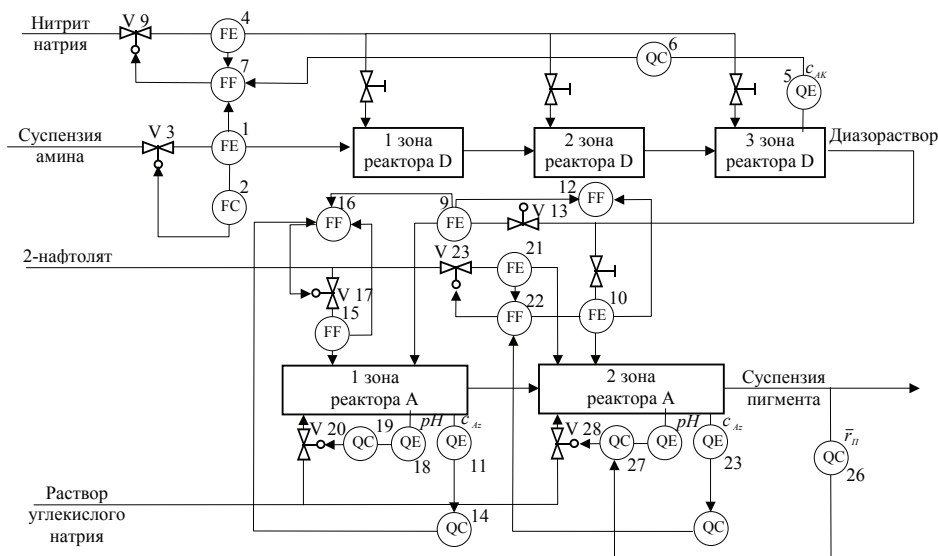 V 9
4
Нитрит
натрия
FE
6
QC
7
FF
5
c AK
QE
Суспензия
амина
V 3
1
FE
1 зона
реактора D
2 зона
реактора D
3 зона
реактора D
Диазораствор
2
FC
16
FF
9
FE
12
FF
V 13
2-нафтолят
V 23
21
FE
V 17
22
FF
10
FE
15
FF
1 зона
реактора А
2 зона
реактора А
Суспензия
пигмента
V 20
19
QC
pH
QE
18
c Az
QE
11
V 28
QC
27
pH
QE
c Az
QE
23
r̅ П
QC
26
Раствор
углекислого
натрия
QC
14
QC